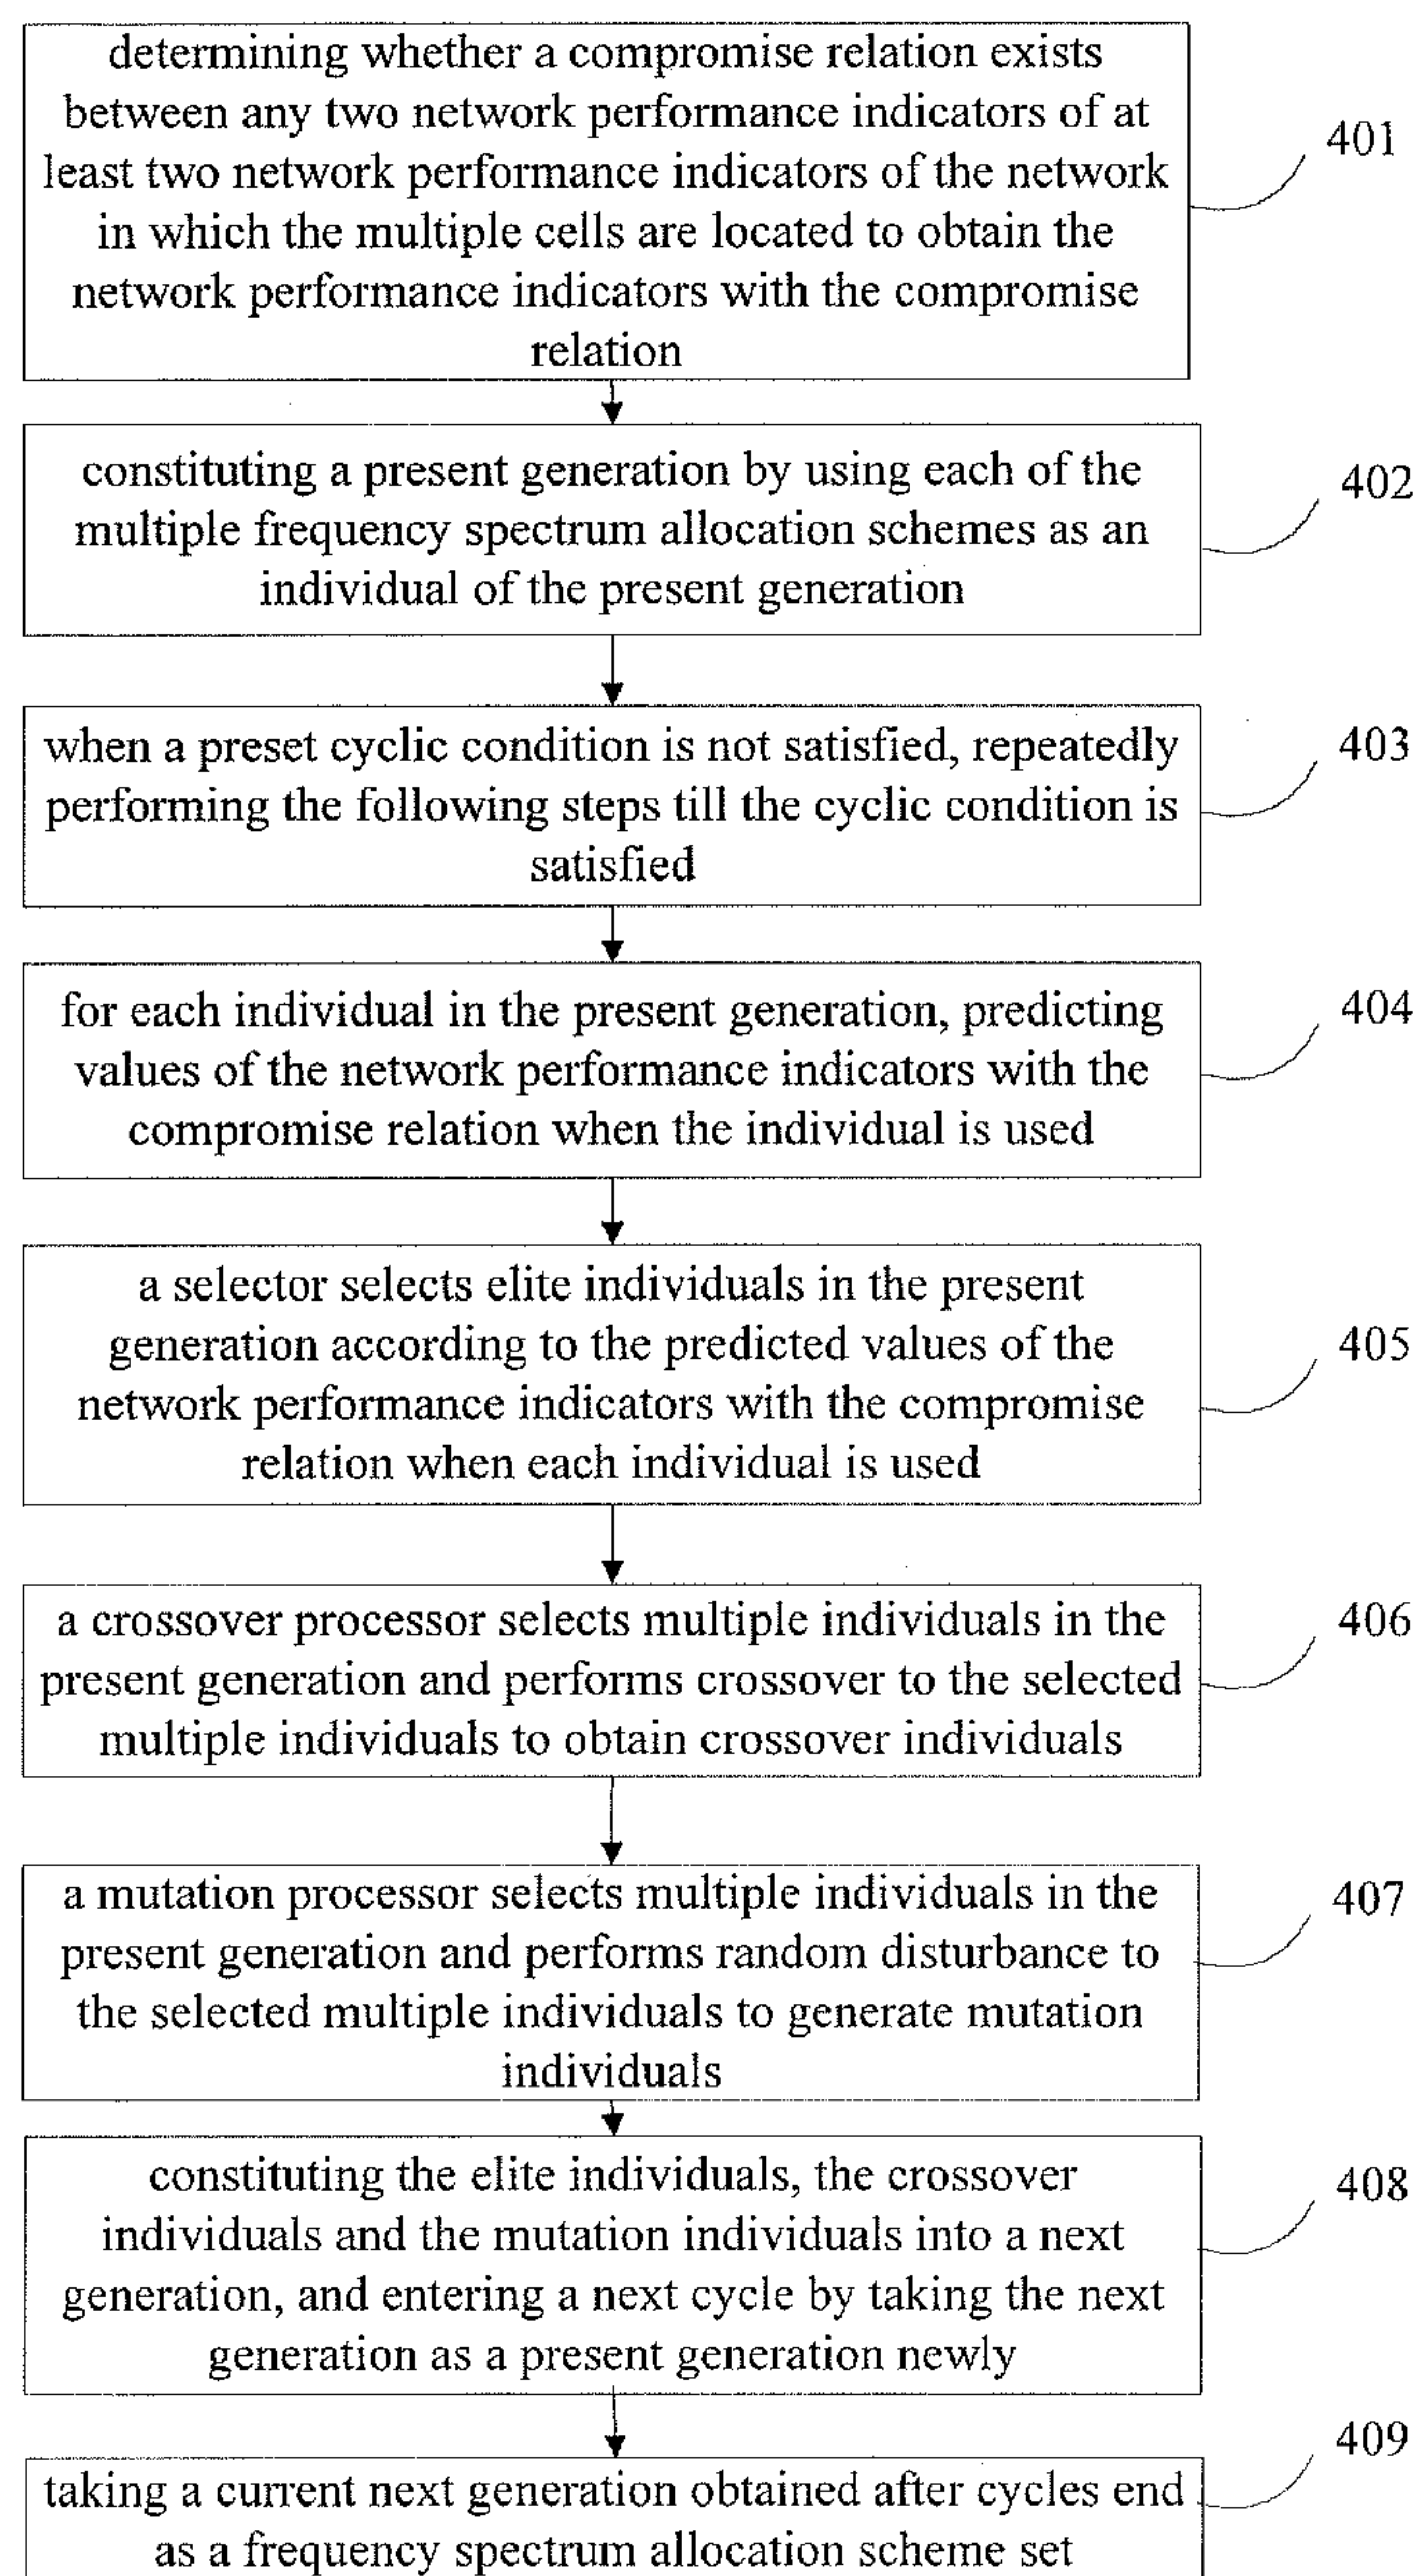 determining whether a compromise relation exists
between any two network performance indicators of at
least two network performance indicators of the network
in which the multiple cells are located to obtain the
network performance indicators with the compromise
relation
401
constituting a present generation by using each of the
multiple frequency spectrum allocation schemes as an
individual of the present generation
402
when a preset cyclic condition is not satisfied, repeatedly
performing the following steps till the cyclic condition is
satisfied
403
for each individual in the present generation, predicting
values of the network performance indicators with the
compromise relation when the individual is used
404
a selector selects elite individuals in the present
generation according to the predicted values of the
network performance indicators with the compromise
relation when each individual is used
405
a crossover processor selects multiple individuals in the
present generation and performs crossover to the selected
multiple individuals to obtain crossover individuals
406
a mutation processor selects multiple individuals in the
present generation and performs random disturbance to
the selected multiple individuals to generate mutation
individuals
407
constituting the elite individuals, the crossover
individuals and the mutation individuals into a next
generation, and entering a next cycle by taking the next
generation as a present generation newly
408
taking a current next generation obtained after cycles end
as a frequency spectrum allocation scheme set
409